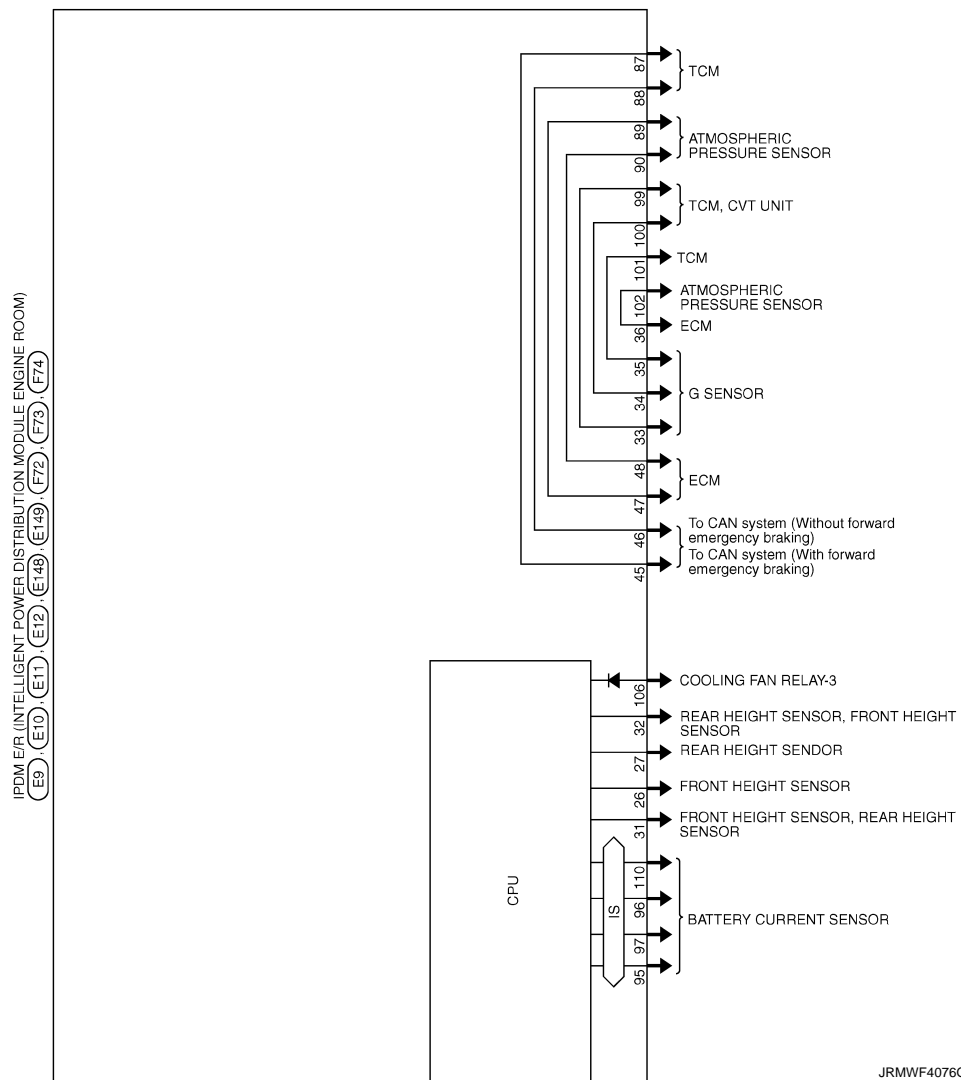 IPDM E/R (INTELLIGENT POWER DISTRIBUTION MODULE ENGINE ROOM)
E9 , E10 , E11 , E12 , E148 , E149 , F72 , F73 , F74
87
TCM
88
89
ATMOSPHERIC
PRESSURE SENSOR
90
99
TCM, CVT UNIT
100
TCM
101
ATMOSPHERIC
PRESSURE SENSOR
102
ECM
36
35
G SENSOR
34
33
48
ECM
47
To CAN system (Without forward
emergency braking)
46
To CAN system (With forward
emergency braking)
45
COOLING FAN RELAY-3
106
REAR HEIGHT SENSOR, FRONT HEIGHT
SENSOR
32
REAR HEIGHT SENDOR
27
FRONT HEIGHT SENSOR
26
FRONT HEIGHT SENSOR, REAR HEIGHT
SENSOR
31
CPU
IS
110
96
BATTERY CURRENT SENSOR
97
95